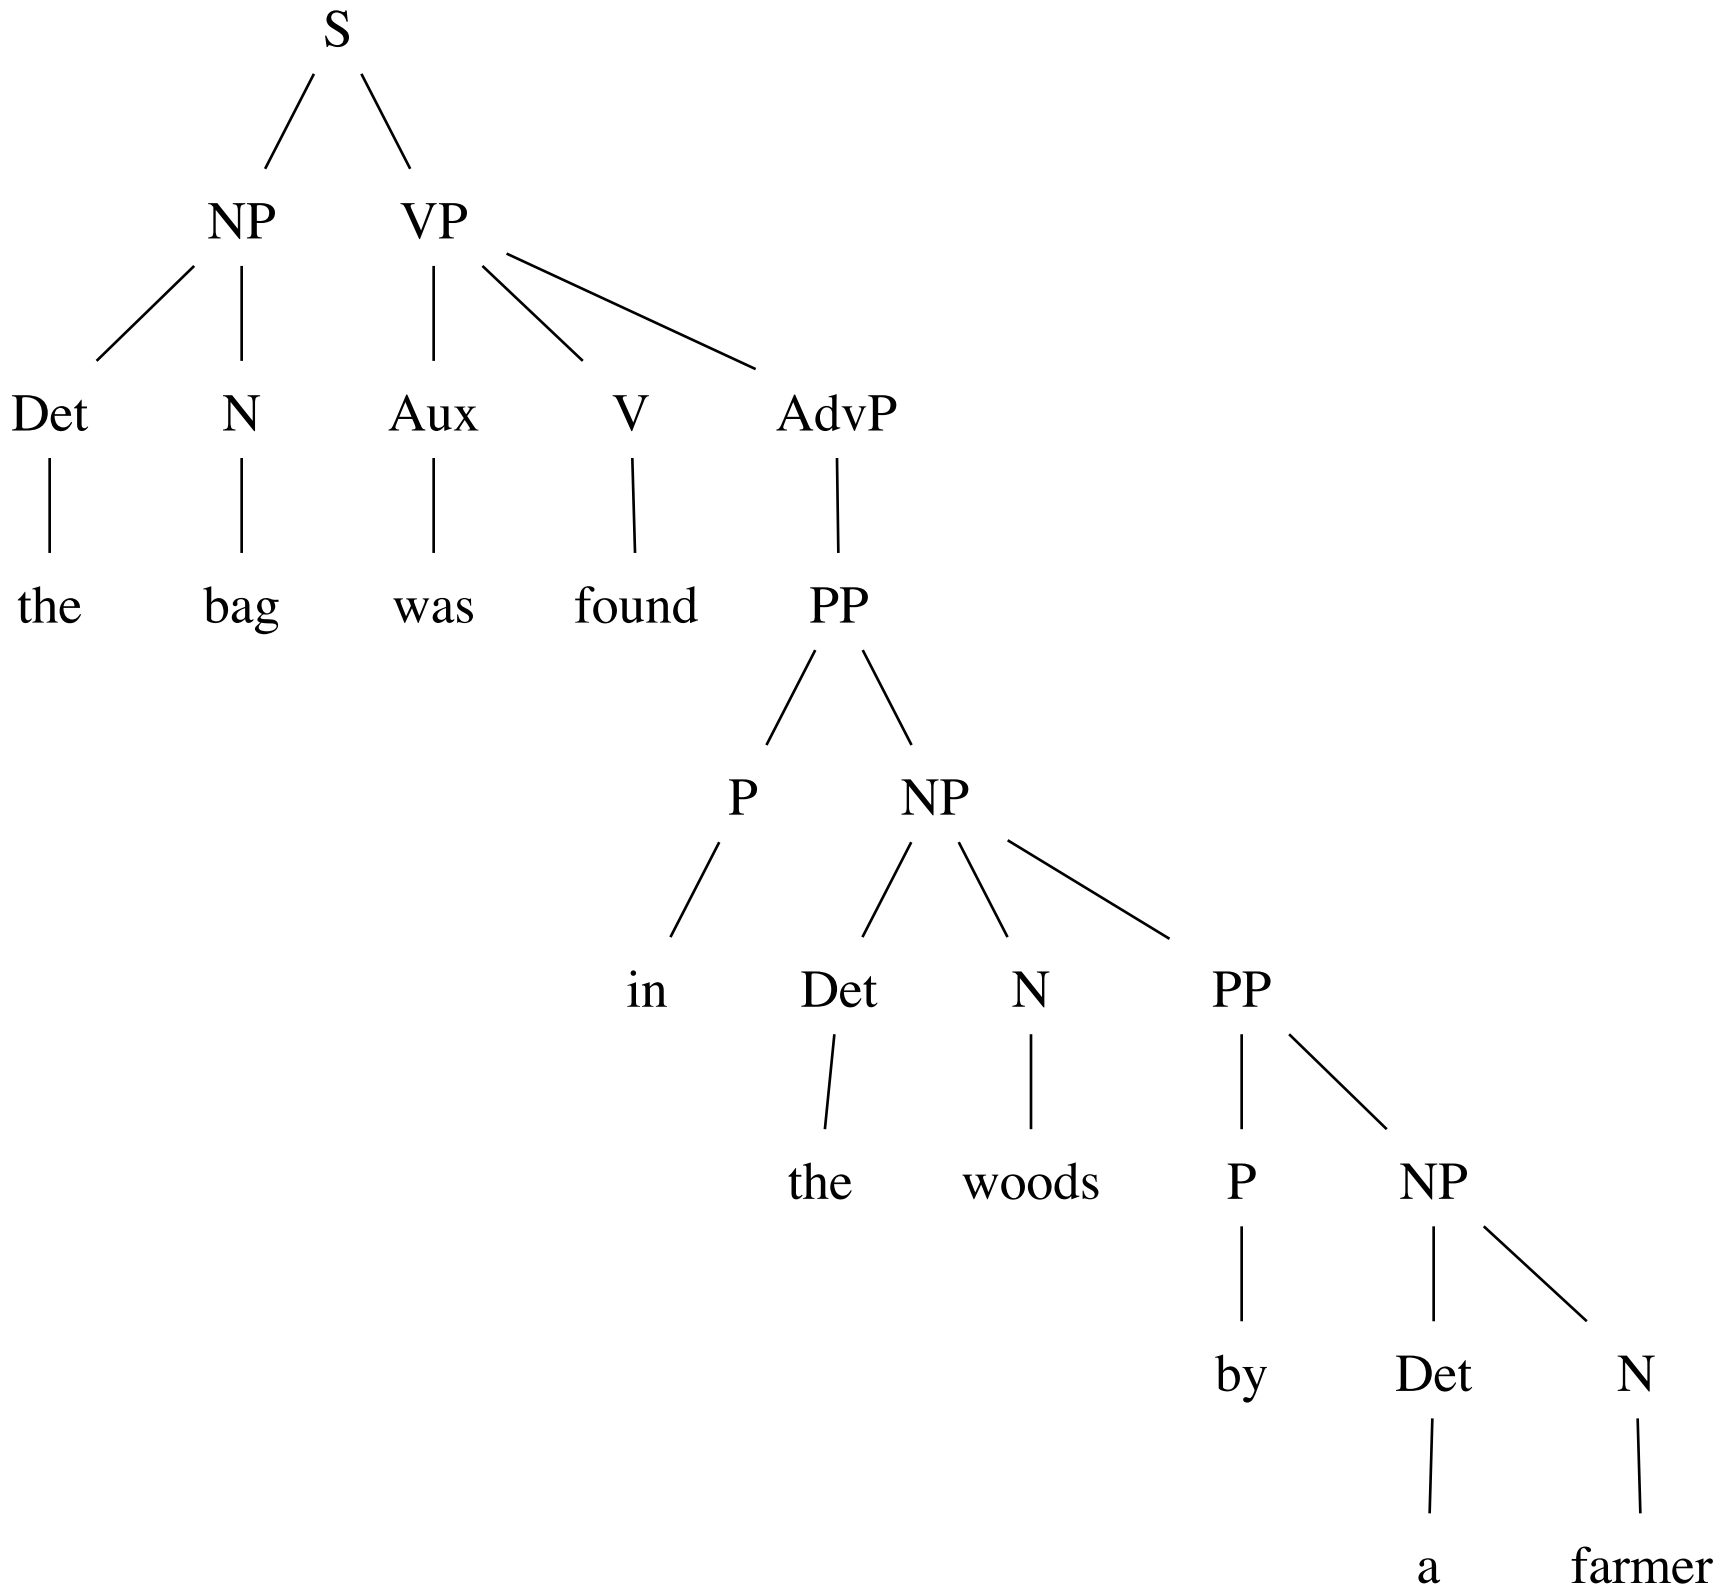 S
NP VP
Det N Aux V AdvP
the bag was found PP
P NP
in Det N PP
the woods P NP
by Det N
a farmer